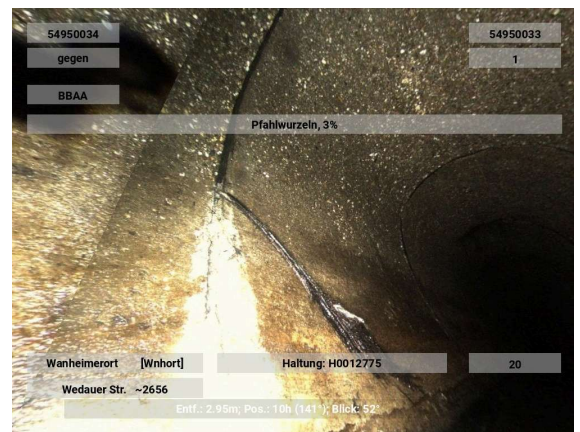 54950034
54950033
gegen
1
BBAA
Pfahlwurzeln, 3%
Wanheimerort [Wnhort]
Haltung: H0012775
20
Wedauer Str. ~2656
Entf.: 2.95m; Pos.: 10h (141°); Blick: 52°